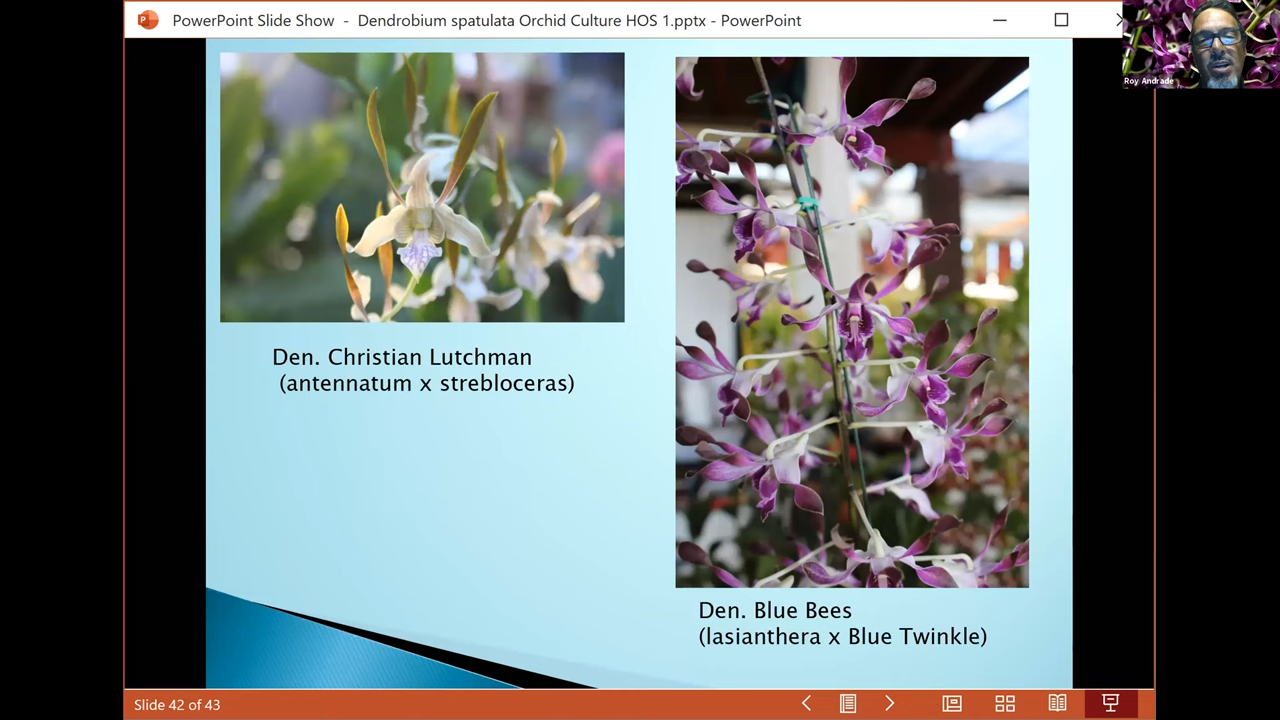 PowerPoint Slide Show - Dendrobium spatulata Orchid Culture HOS 1.pptx - PowerPoint
Roy Andrade
Den. Christian Lutchman
(antennatum x strebloceras)
Den. Blue Bees
(lasianthera x Blue Twinkle)
Slide 42 of 43